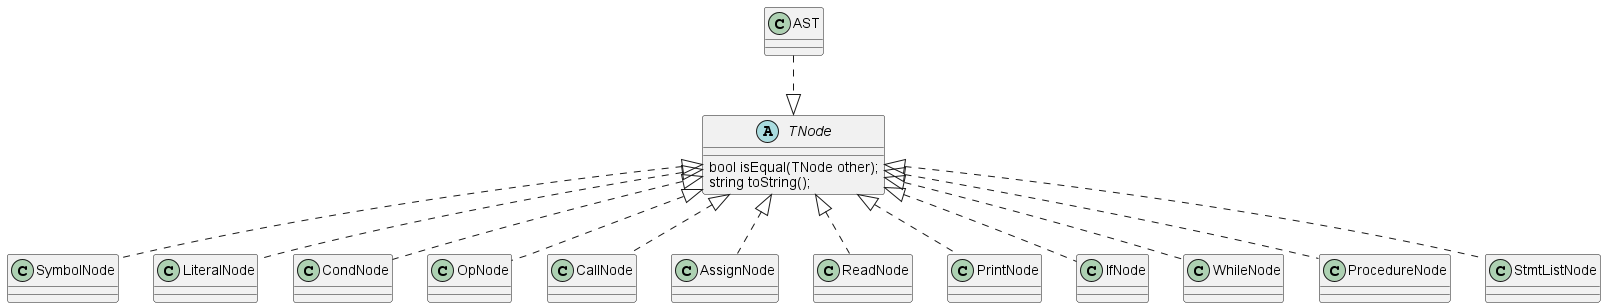 C AST
A TNode
bool isEqual(TNode other);
string toString();
C SymbolNode
C LiteralNode
C CondNode
C OpNode
C CallNode
C AssignNode
C ReadNode
C PrintNode
C IfNode
C WhileNode
C ProcedureNode
C StmtListNode